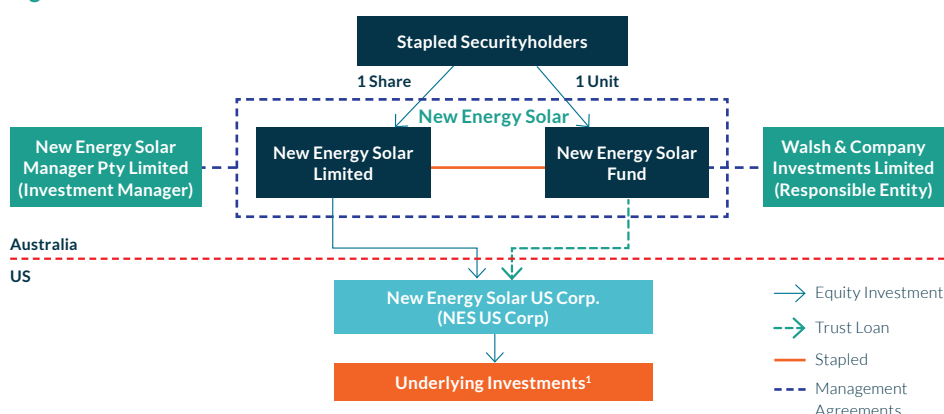 Stapled Securityholders
1 Share
1 Unit
New Energy Solar
New Energy Solar
Manager Pty Limited
(Investment Manager)
New Energy Solar
Limited
New Energy Solar
Fund
Walsh & Company
Investments Limited
(Responsible Entity)
Australia
US
New Energy Solar US Corp.
(NES US Corp)
Underlying Investments¹
Equity Investment
Trust Loan
Stapled
Management
Agreements